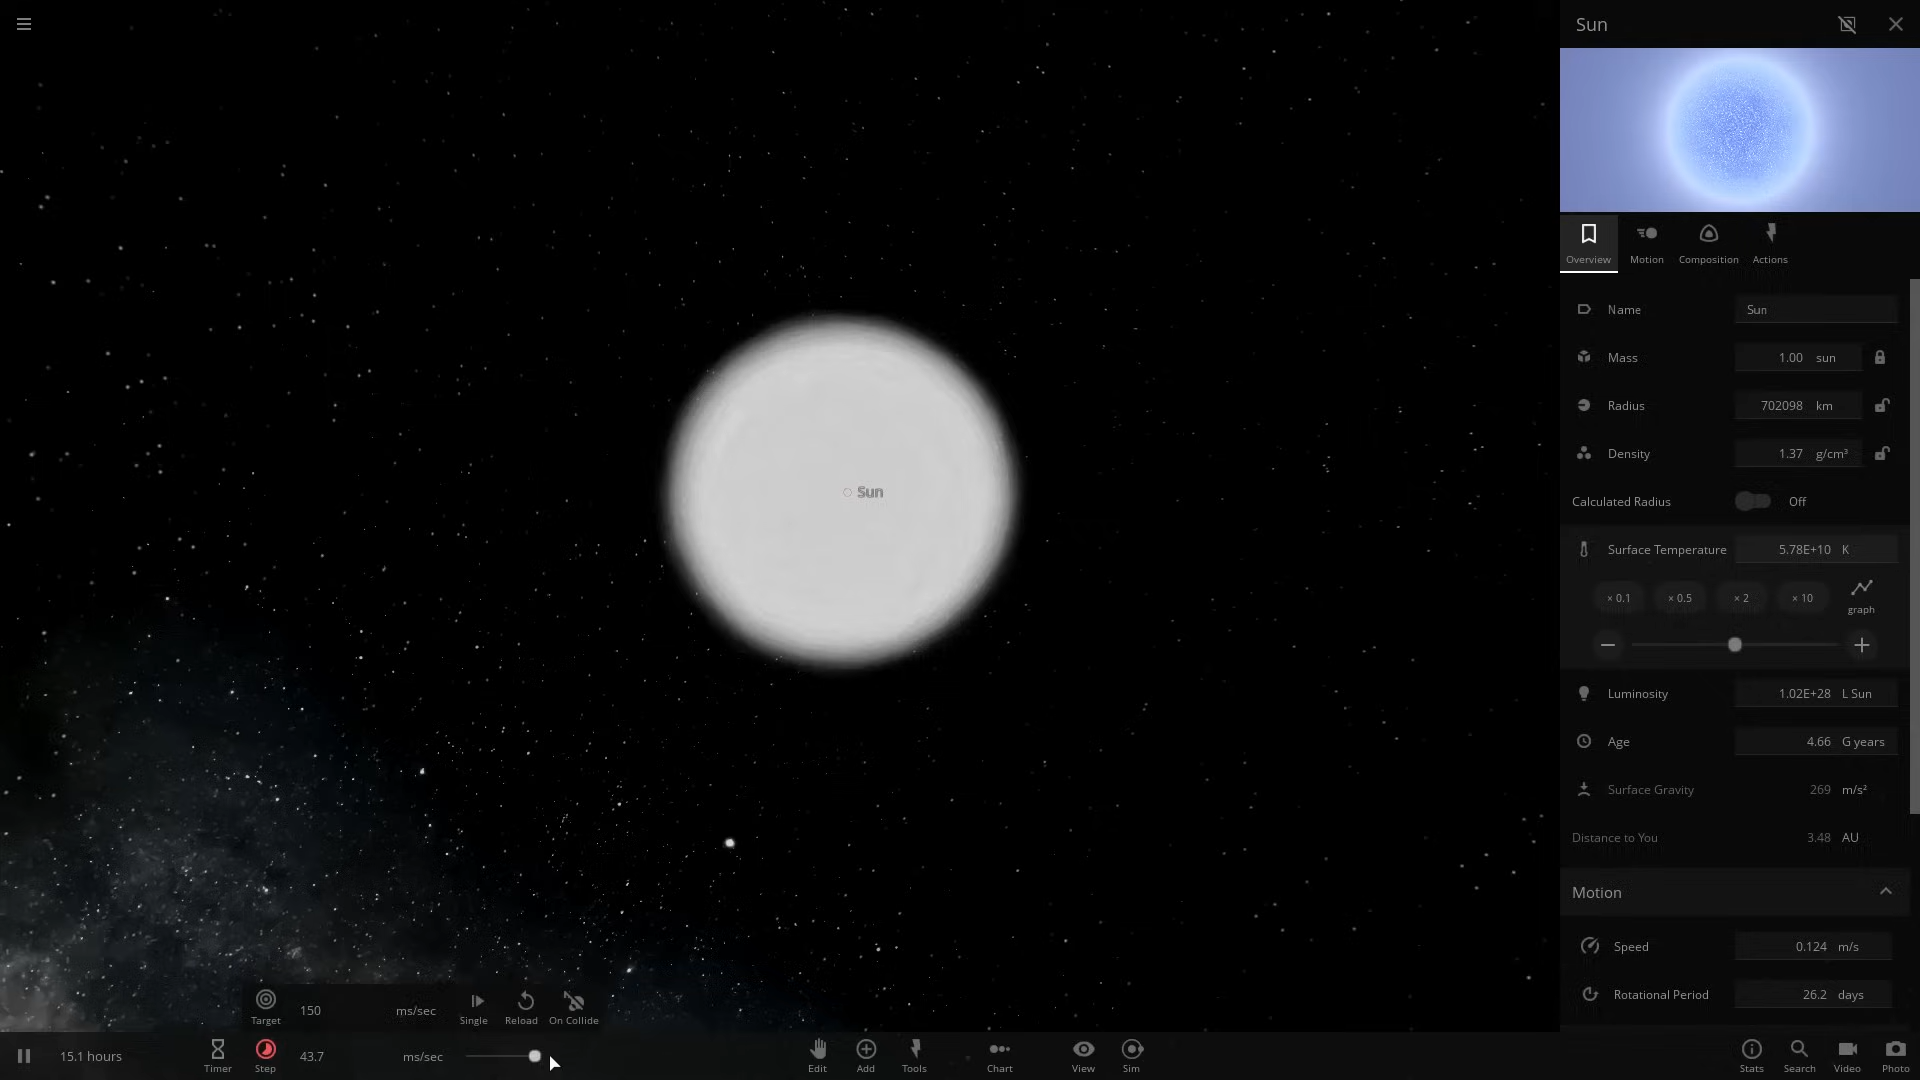 Sun
Sun
Overview Motion Composition Actions
Name Sun
Mass 1.00 sun
Radius 702098 km
Density 1.37 g/cm³
Calculated Radius Off
Surface Temperature 5.78E+10 K
× 0.1 × 0.5 × 2 × 10 graph
Luminosity 1.02E+28 L Sun
Age 4.66 G years
Surface Gravity 269 m/s²
Distance to You 3.48 AU
Motion
Speed 0.124 m/s
Rotational Period 26.2 days
Target 150 ms/sec Single Reload On Collide
15.1 hours Timer Step 43.7 ms/sec Edit Add Tools Chart View Sim Stats Search Video Photo